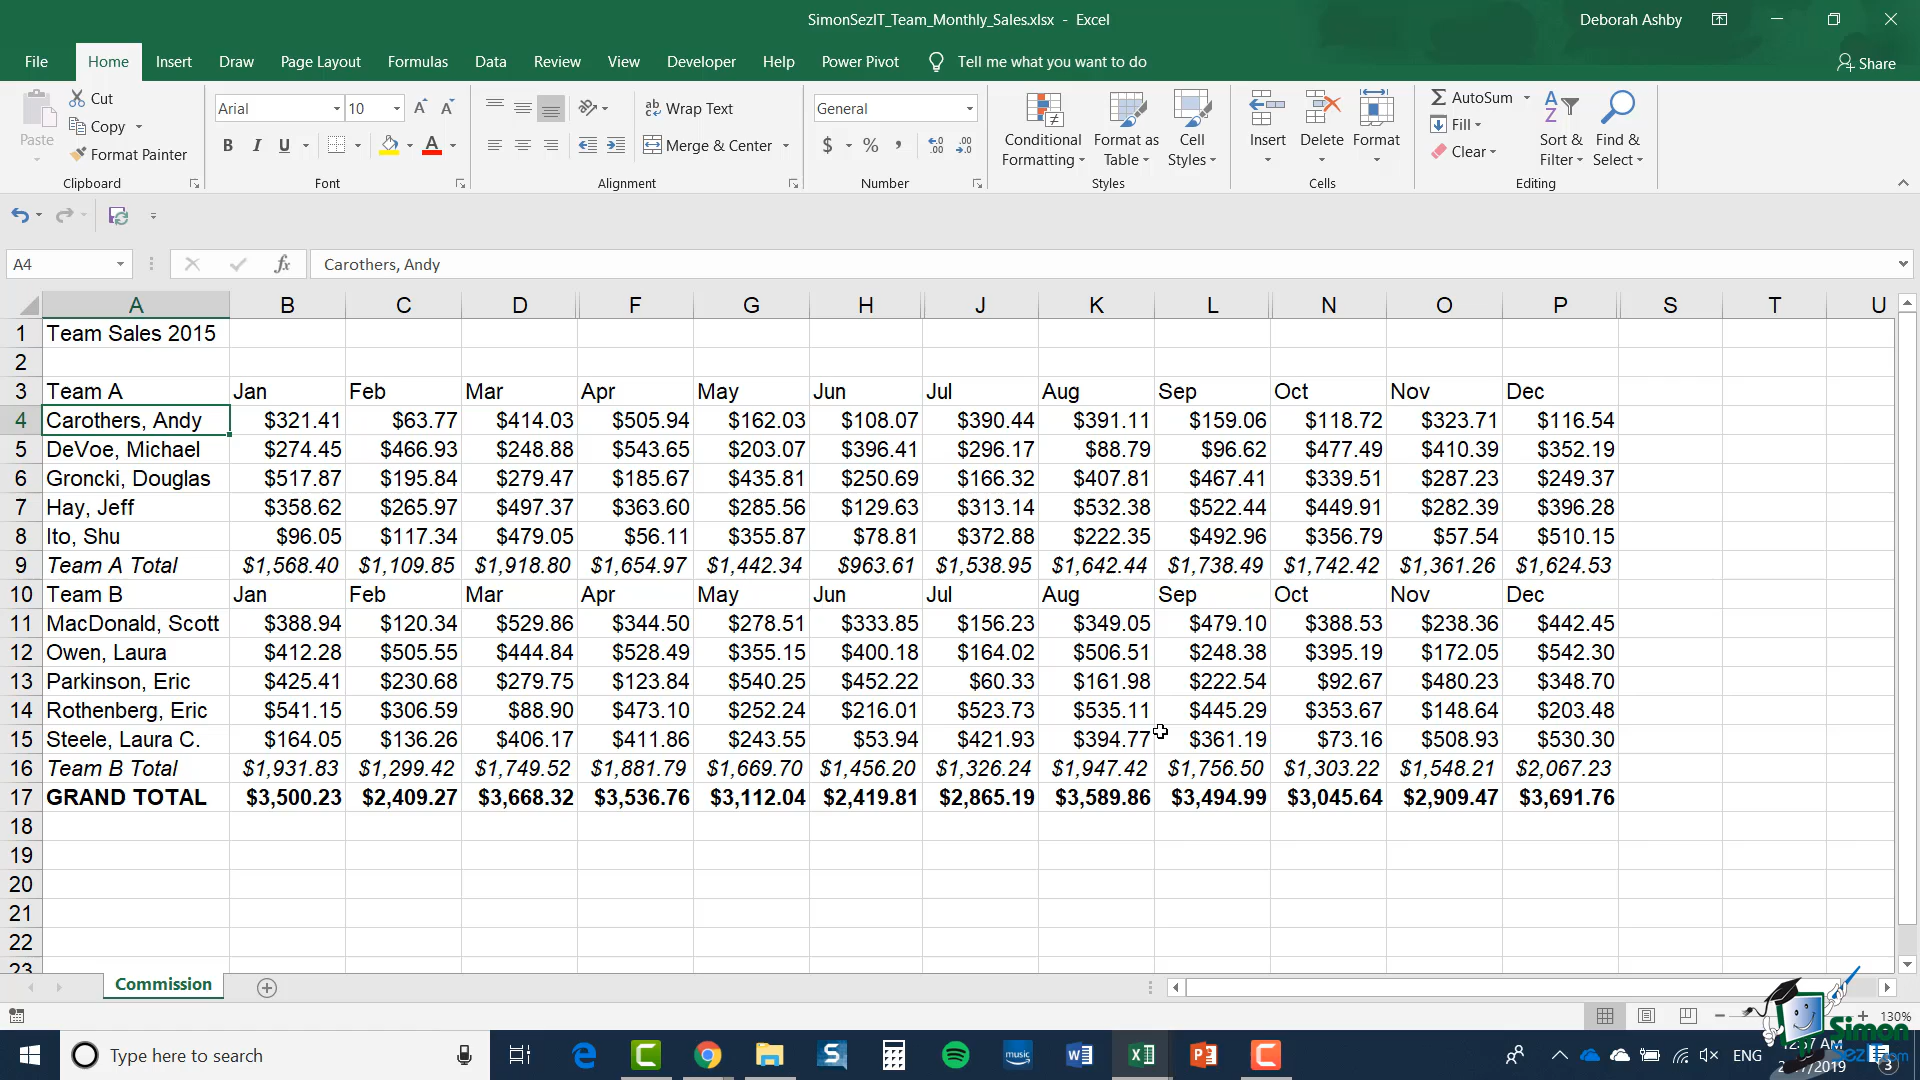 SimonSezIT_Team_Monthly_Sales.xlsx - Excel
Deborah Ashby
File Home Insert Draw Page Layout Formulas Data Review View Developer Help Power Pivot Tell me what you want to do Share
Paste
Cut
Copy
Format Painter
Clipboard
Arial 10
B I U A
Font
Wrap Text
Merge & Center
Alignment
General
$ % ,
Number
Conditional Formatting
Format as Table
Cell Styles
Styles
Insert Delete Format
Cells
AutoSum
Fill
Clear
Sort & Filter
Find & Select
Editing
A4 fx Carothers, Andy
A B C D F G H J K L N O P S T U
1 Team Sales 2015
2
3 Team A Jan Feb Mar Apr May Jun Jul Aug Sep Oct Nov Dec
4 Carothers, Andy $321.41 $63.77 $414.03 $505.94 $162.03 $108.07 $390.44 $391.11 $159.06 $118.72 $323.71 $116.54
5 DeVoe, Michael $274.45 $466.93 $248.88 $543.65 $203.07 $396.41 $296.17 $88.79 $96.62 $477.49 $410.39 $352.19
6 Groncki, Douglas $517.87 $195.84 $279.47 $185.67 $435.81 $250.69 $166.32 $407.81 $467.41 $339.51 $287.23 $249.37
7 Hay, Jeff $358.62 $265.97 $497.37 $363.60 $285.56 $129.63 $313.14 $532.38 $522.44 $449.91 $282.39 $396.28
8 Ito, Shu $96.05 $117.34 $479.05 $56.11 $355.87 $78.81 $372.88 $222.35 $492.96 $356.79 $57.54 $510.15
9 Team A Total $1,568.40 $1,109.85 $1,918.80 $1,654.97 $1,442.34 $963.61 $1,538.95 $1,642.44 $1,738.49 $1,742.42 $1,361.26 $1,624.53
10 Team B Jan Feb Mar Apr May Jun Jul Aug Sep Oct Nov Dec
11 MacDonald, Scott $388.94 $120.34 $529.86 $344.50 $278.51 $333.85 $156.23 $349.05 $479.10 $388.53 $238.36 $442.45
12 Owen, Laura $412.28 $505.55 $444.84 $528.49 $355.15 $400.18 $164.02 $506.51 $248.38 $395.19 $172.05 $542.30
13 Parkinson, Eric $425.41 $230.68 $279.75 $123.84 $540.25 $452.22 $60.33 $161.98 $222.54 $92.67 $480.23 $348.70
14 Rothenberg, Eric $541.15 $306.59 $88.90 $473.10 $252.24 $216.01 $523.73 $535.11 $445.29 $353.67 $148.64 $203.48
15 Steele, Laura C. $164.05 $136.26 $406.17 $411.86 $243.55 $53.94 $421.93 $394.77 $361.19 $73.16 $508.93 $530.30
16 Team B Total $1,931.83 $1,299.42 $1,749.52 $1,881.79 $1,669.70 $1,456.20 $1,326.24 $1,947.42 $1,756.50 $1,303.22 $1,548.21 $2,067.23
17 GRAND TOTAL $3,500.23 $2,409.27 $3,668.32 $3,536.76 $3,112.04 $2,419.81 $2,865.19 $3,589.86 $3,494.99 $3,045.64 $2,909.47 $3,691.76
18
19
20
21
22
23
Commission
130%
Type here to search
music
ENG
Simon
SezIT.com
3